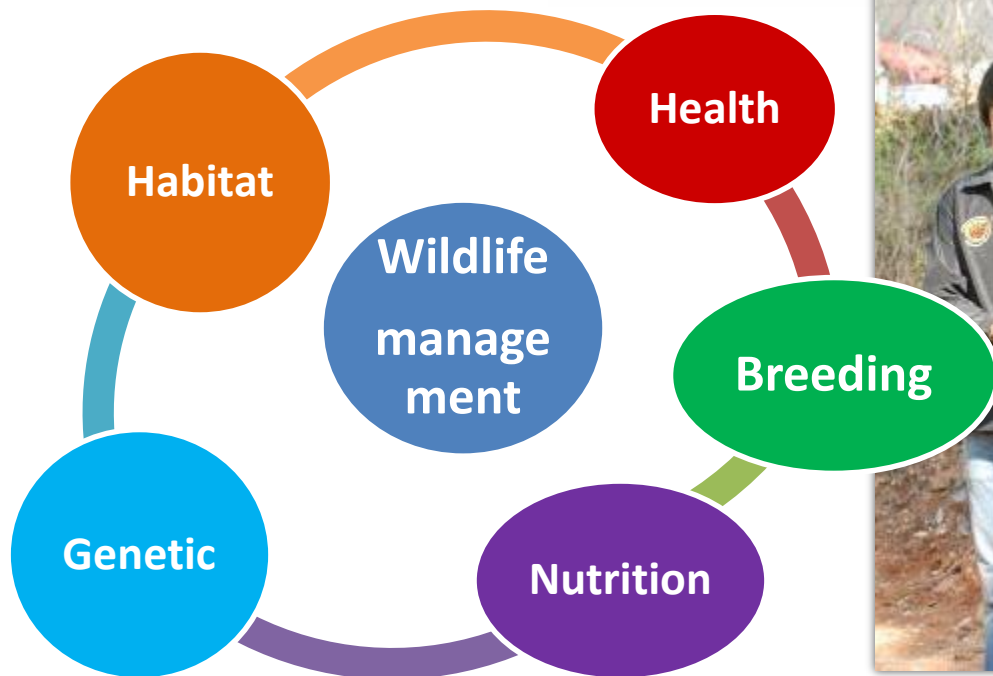 Health
Habitat
Wildlife
manage
ment
Breeding
Genetic
Nutrition